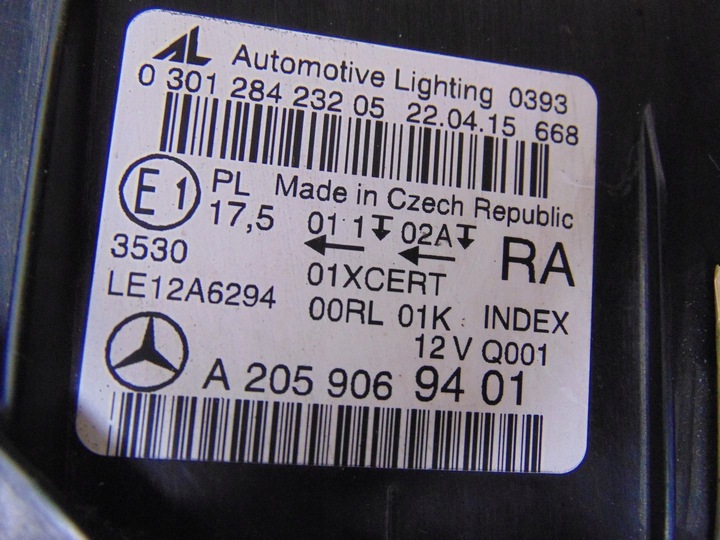 AL Automotive Lighting 0393
0 301 284 232 05 22.04.15 668
E1 PL Made in Czech Republic
17,5 01 1 02A RA
3530
01XCERT
LE12A6294
00RL 01K INDEX
12 V Q001
A 205 906 94 01